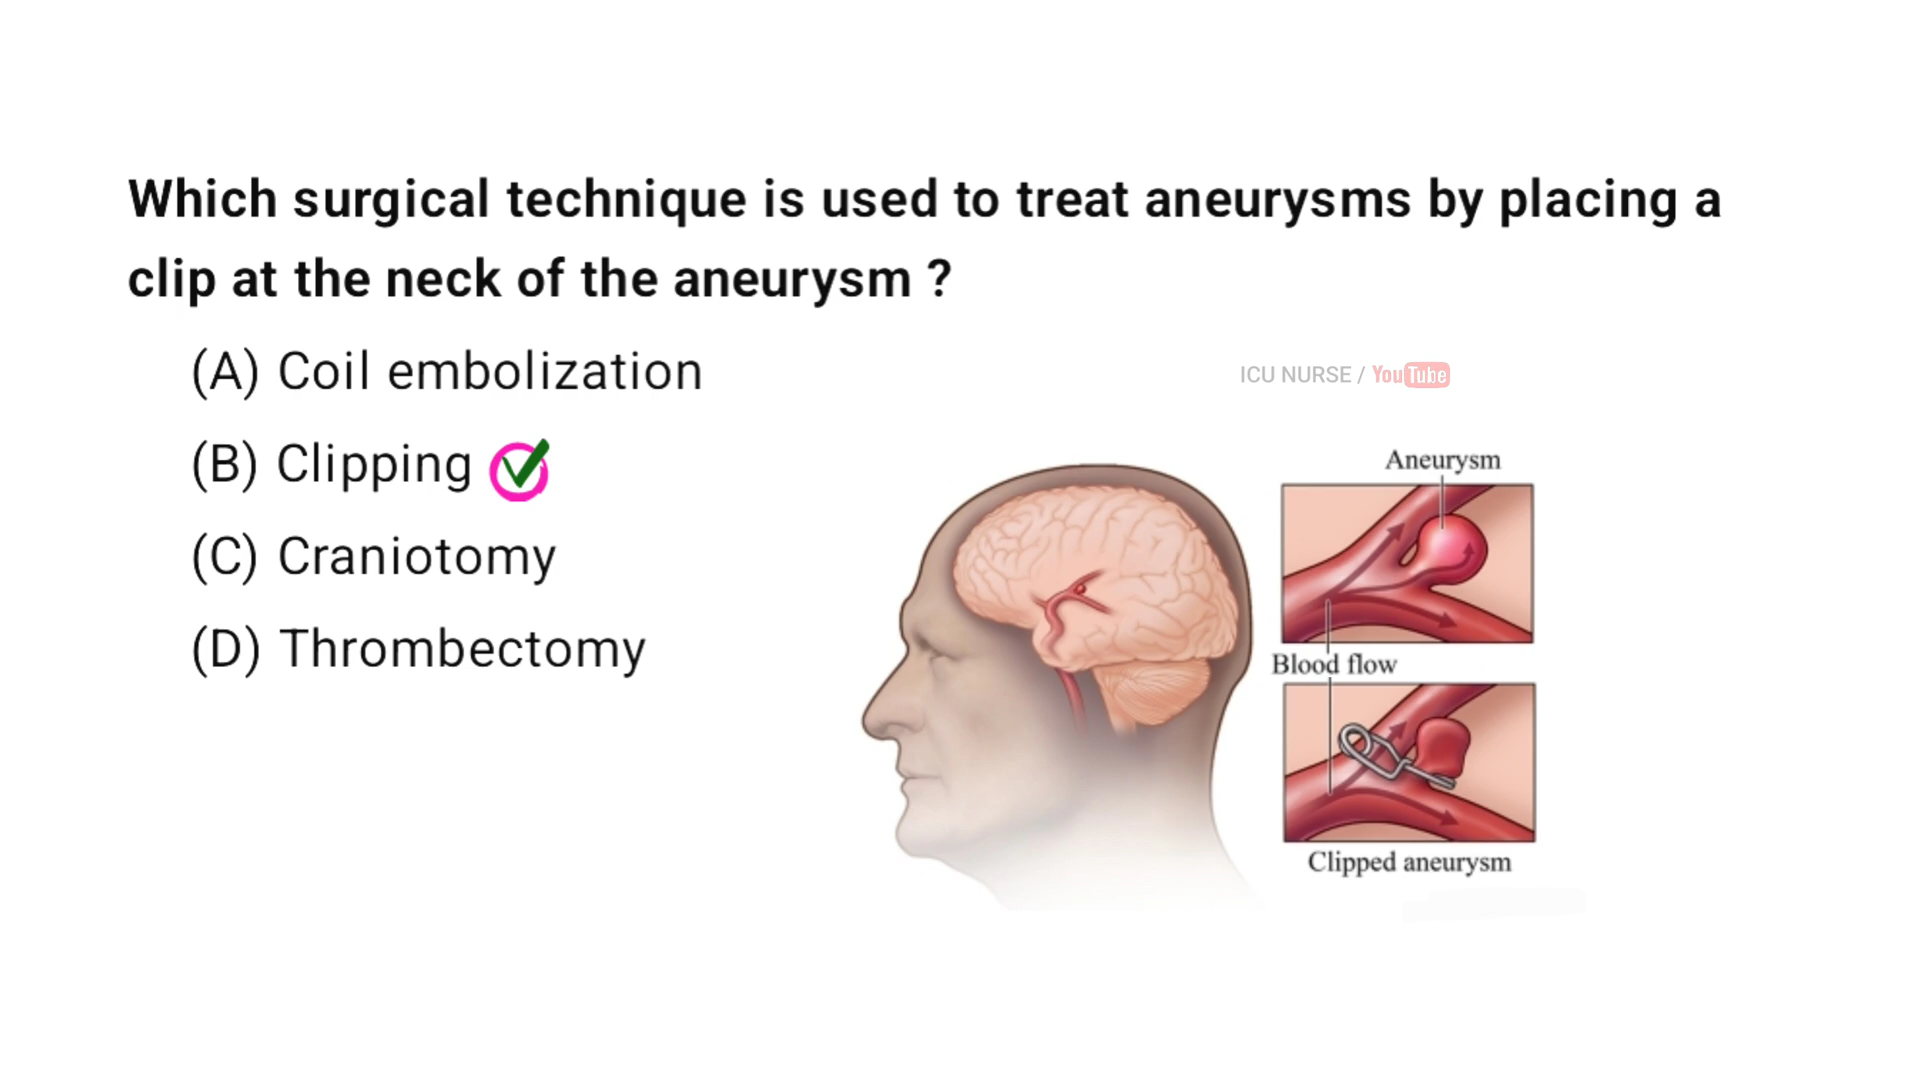 Which surgical technique is used to treat aneurysms by placing a
clip at the neck of the aneurysm ?
(A) Coil embolization
(B) Clipping
(C) Craniotomy
(D) Thrombectomy
ICU NURSE / YouTube
Aneurysm
Blood flow
Clipped aneurysm